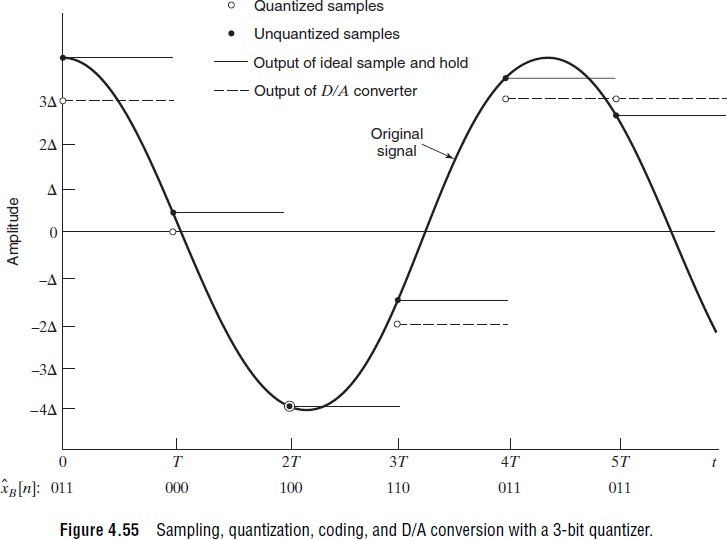 Quantized samples
Unquantized samples
Output of ideal sample and hold
Output of D/A converter
Original
signal
Amplitude
3Δ
2Δ
Δ
0
–Δ
–2Δ
–3Δ
–4Δ
0 T 2T 3T 4T 5T t
x̂B[n]: 011 000 100 110 011 011
Figure 4.55 Sampling, quantization, coding, and D/A conversion with a 3-bit quantizer.